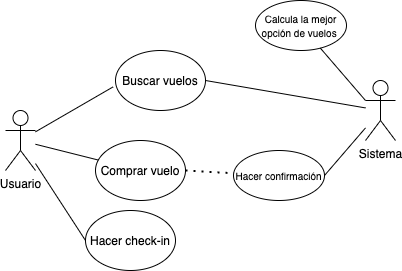 Calcula la mejor
opción de vuelos
Buscar vuelos
Sistema
Usuario
Comprar vuelo
Hacer confirmación
Hacer check-in